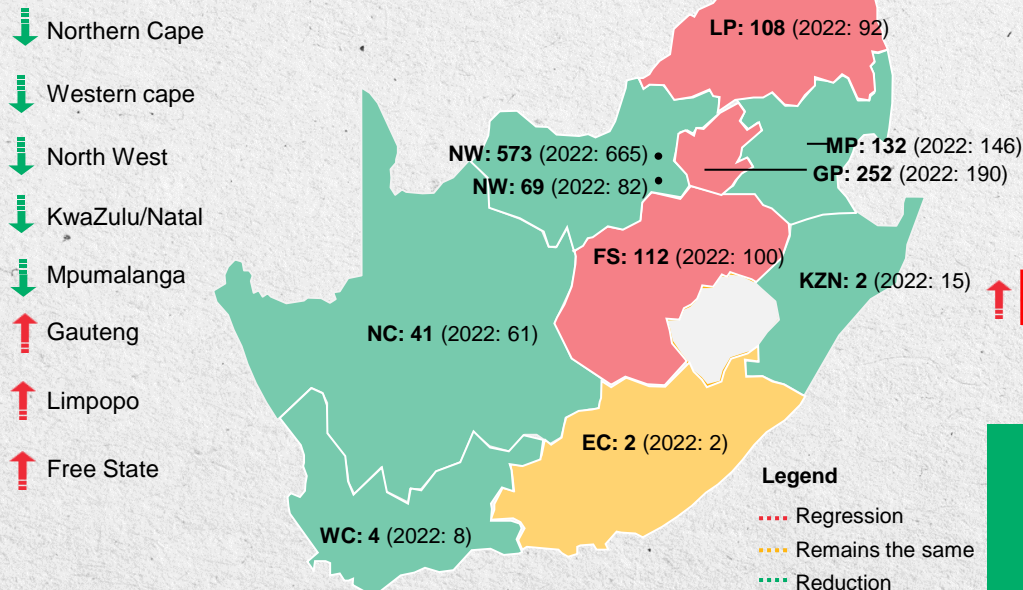 Northern Cape
Western cape
North West
KwaZulu/Natal
Mpumalanga
Gauteng
Limpopo
Free State
LP: 108 (2022: 92)
NW: 573 (2022: 665)
NW: 69 (2022: 82)
MP: 132 (2022: 146)
GP: 252 (2022: 190)
FS: 112 (2022: 100)
KZN: 2 (2022: 15)
NC: 41 (2022: 61)
EC: 2 (2022: 2)
WC: 4 (2022: 8)
Legend
Regression
Remains the same
Reduction